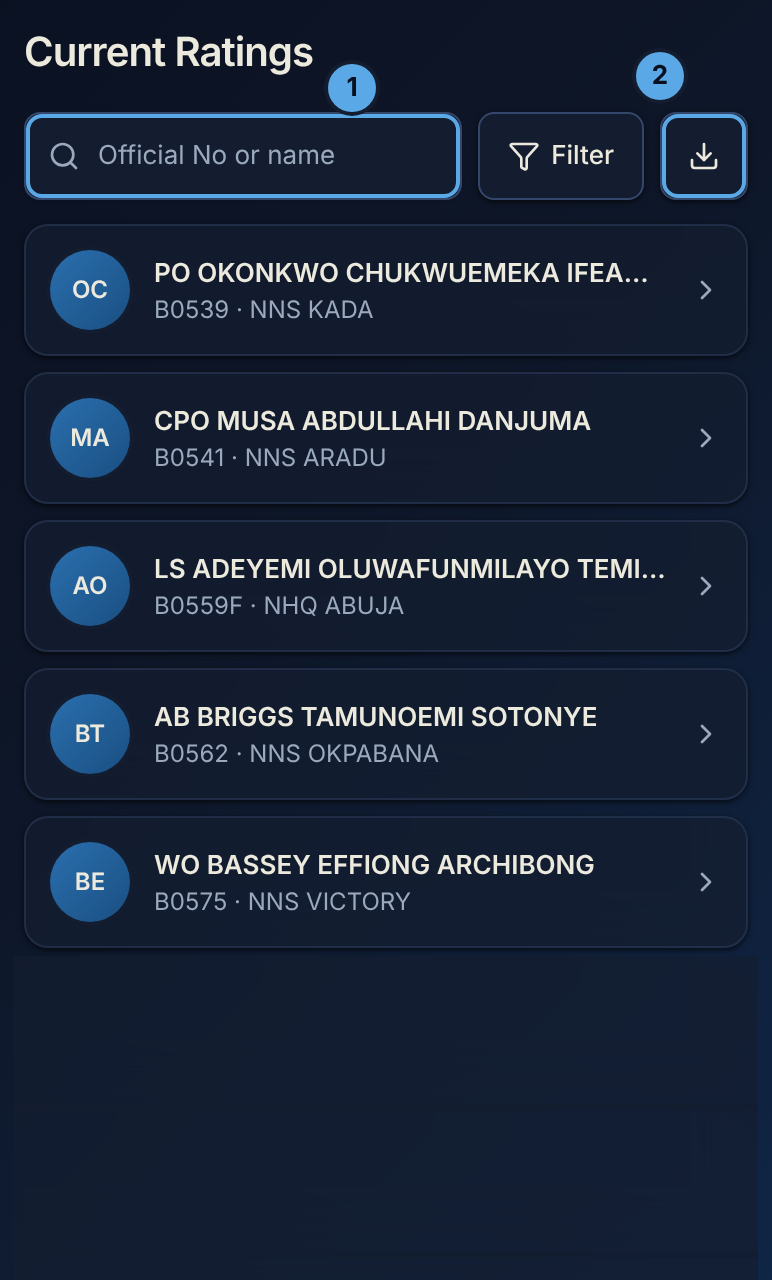 Current Ratings
1
2
Official No or name
Filter
OC
PO OKONKWO CHUKWUEMEKA IFEA...
B0539 · NNS KADA
MA
CPO MUSA ABDULLAHI DANJUMA
B0541 · NNS ARADU
AO
LS ADEYEMI OLUWAFUNMILAYO TEMI...
B0559F · NHQ ABUJA
BT
AB BRIGGS TAMUNOEMI SOTONYE
B0562 · NNS OKPABANA
BE
WO BASSEY EFFIONG ARCHIBONG
B0575 · NNS VICTORY